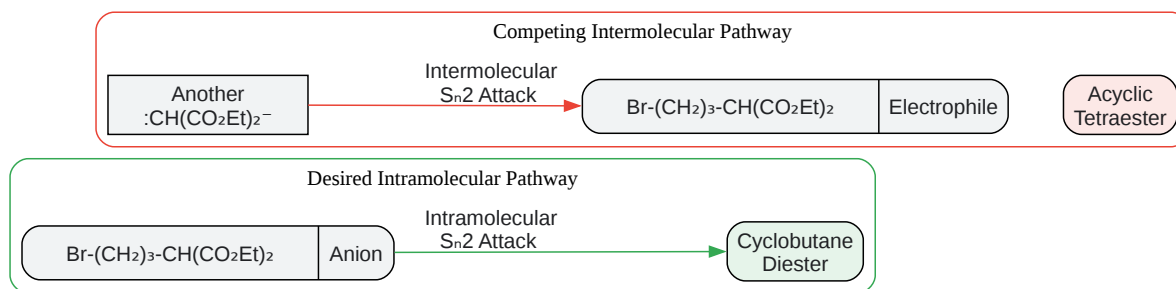 Competing Intermolecular Pathway
Another
:CH(CO₂Et)₂⁻
Intermolecular
Sₙ2 Attack
Br-(CH₂)₃-CH(CO₂Et)₂
Electrophile
Acyclic
Tetraester
Desired Intramolecular Pathway
Br-(CH₂)₃-CH(CO₂Et)₂
Anion
Intramolecular
Sₙ2 Attack
Cyclobutane
Diester